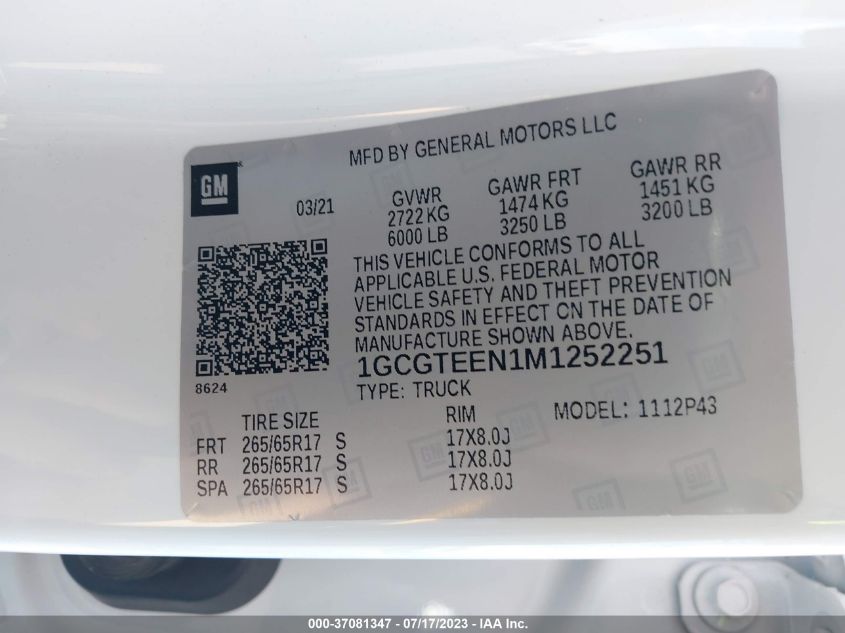 MFD BY GENERAL MOTORS LLC
GM
03/21
GVWR
2722 KG
6000 LB
GAWR FRT
1474 KG
3250 LB
GAWR RR
1451 KG
3200 LB
THIS VEHICLE CONFORMS TO ALL
APPLICABLE U.S. FEDERAL MOTOR
VEHICLE SAFETY AND THEFT PREVENTION
STANDARDS IN EFFECT ON THE DATE OF
MANUFACTURE SHOWN ABOVE.
1GCGTEEN1M1252251
8624
TYPE: TRUCK
MODEL: 1112P43
TIRE SIZE RIM
FRT 265/65R17 S 17X8.0J
RR 265/65R17 S 17X8.0J
SPA 265/65R17 S 17X8.0J
000-37081347 / 07/17/2023 - IAA Inc.